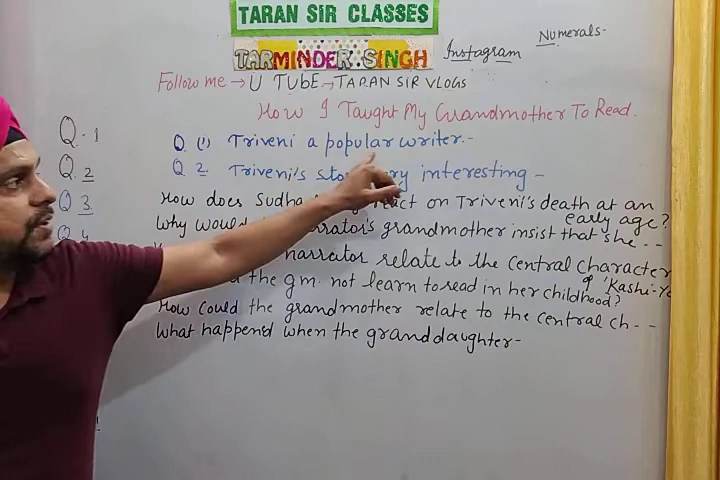 TARAN SIR CLASSES
TARMINDER SINGH
Instagram
Numerals-
Follow me → U TUbE → TARAN SIR VLOGS
How I Taught My Grandmother To Read.
Q-1
Q. (1) Triveni a popular writer.-
Q. 2
Q 2. Triveni's interesting -
Q 3
How does Sudha react on Triveni's death at an early age?
Q.4
Why would grandmother insist that she - -
narrator relate to the central character of 'Kashi-Y
the gm. not learn to read in her childhood?
How could the grandmother relate to the central ch - -
What happened when the granddaughter-